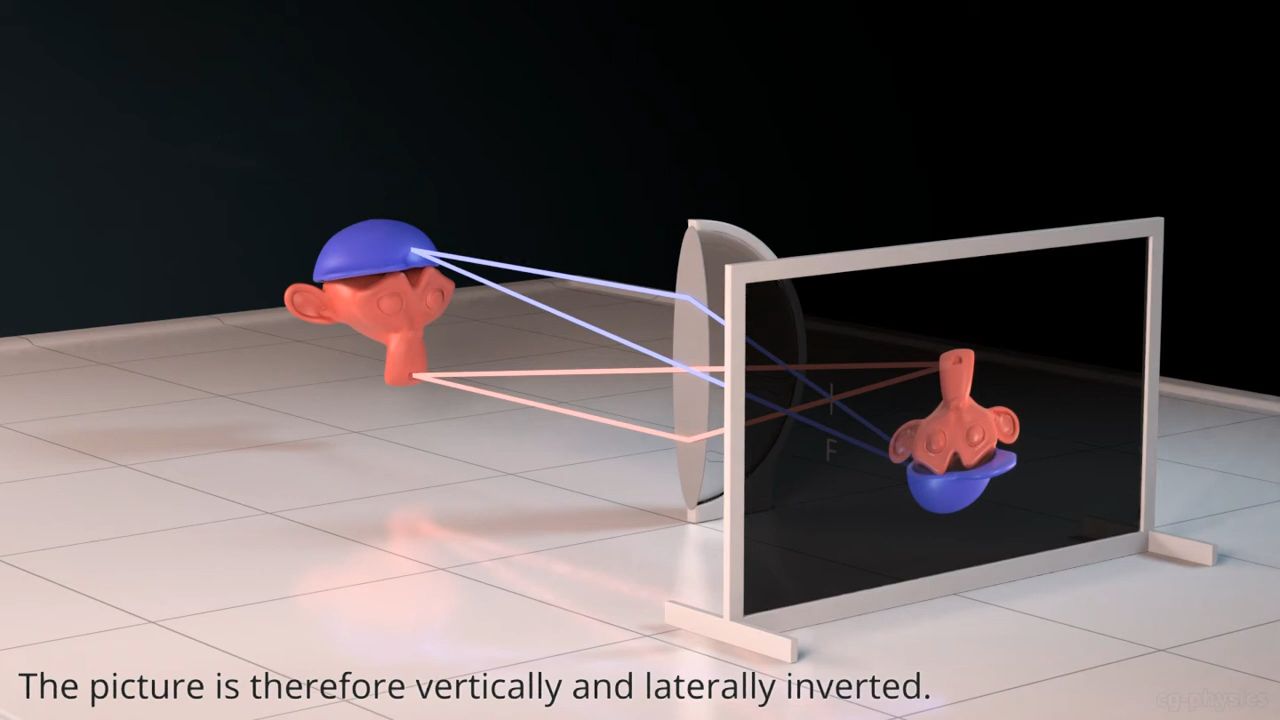 F
The picture is therefore vertically and laterally inverted.
cg-physics